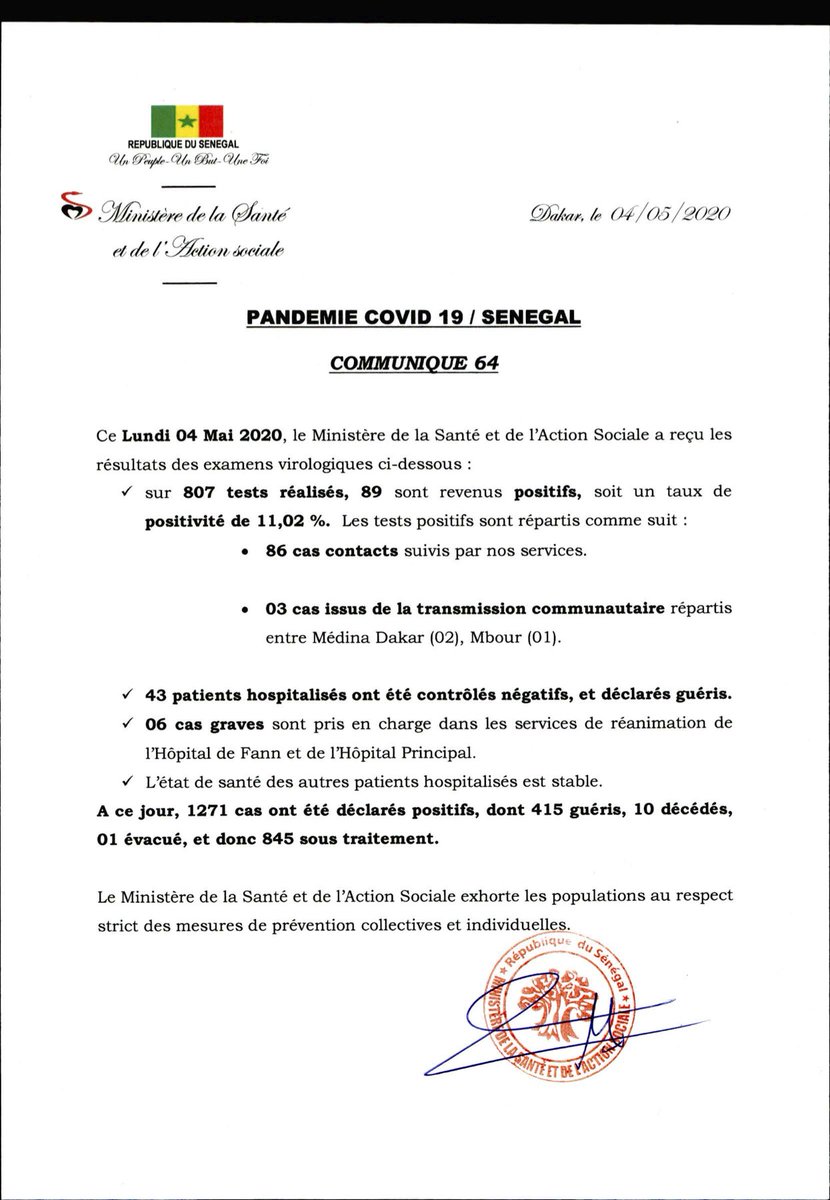 REPUBLIQUE DU SENEGAL
Un Peuple - Un But - Une Foi
Ministère de la Santé
et de l'Action sociale
Dakar, le 04/05/2020
PANDEMIE COVID 19 / SENEGAL
COMMUNIQUE 64
Ce Lundi 04 Mai 2020, le Ministère de la Santé et de l'Action Sociale a reçu les
résultats des examens virologiques ci-dessous :
✓ sur 807 tests réalisés, 89 sont revenus positifs, soit un taux de
positivité de 11,02 %. Les tests positifs sont répartis comme suit :
• 86 cas contacts suivis par nos services.
• 03 cas issus de la transmission communautaire répartis
entre Médina Dakar (02), Mbour (01).
✓ 43 patients hospitalisés ont été contrôlés négatifs, et déclarés guéris.
✓ 06 cas graves sont pris en charge dans les services de réanimation de
l'Hôpital de Fann et de l'Hôpital Principal.
✓ L'état de santé des autres patients hospitalisés est stable.
A ce jour, 1271 cas ont été déclarés positifs, dont 415 guéris, 10 décédés,
01 évacué, et donc 845 sous traitement.
Le Ministère de la Santé et de l'Action Sociale exhorte les populations au respect
strict des mesures de prévention collectives et individuelles.
★ République du Sénégal ★
MINISTÈRE DE LA SANTÉ ET DE L'ACTION SOCIALE